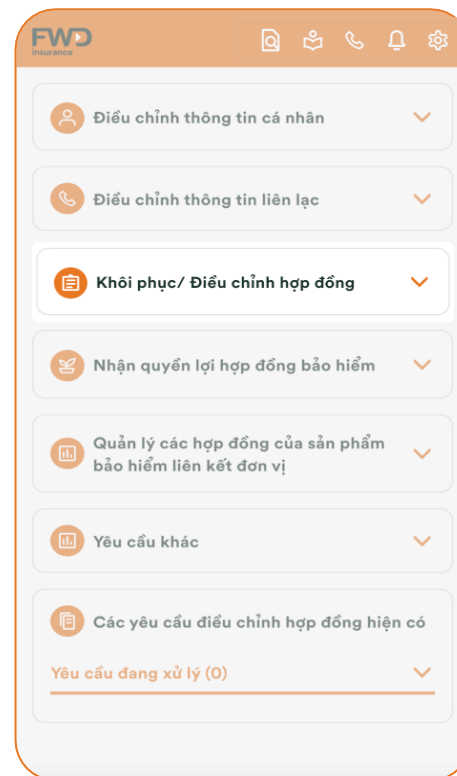 FWD
insurance
Điều chỉnh thông tin cá nhân
Điều chỉnh thông tin liên lạc
Khôi phục/ Điều chỉnh hợp đồng
Nhận quyền lợi hợp đồng bảo hiểm
Quản lý các hợp đồng của sản phẩm
bảo hiểm liên kết đơn vị
Yêu cầu khác
Các yêu cầu điều chỉnh hợp đồng hiện có
Yêu cầu đang xử lý (0)